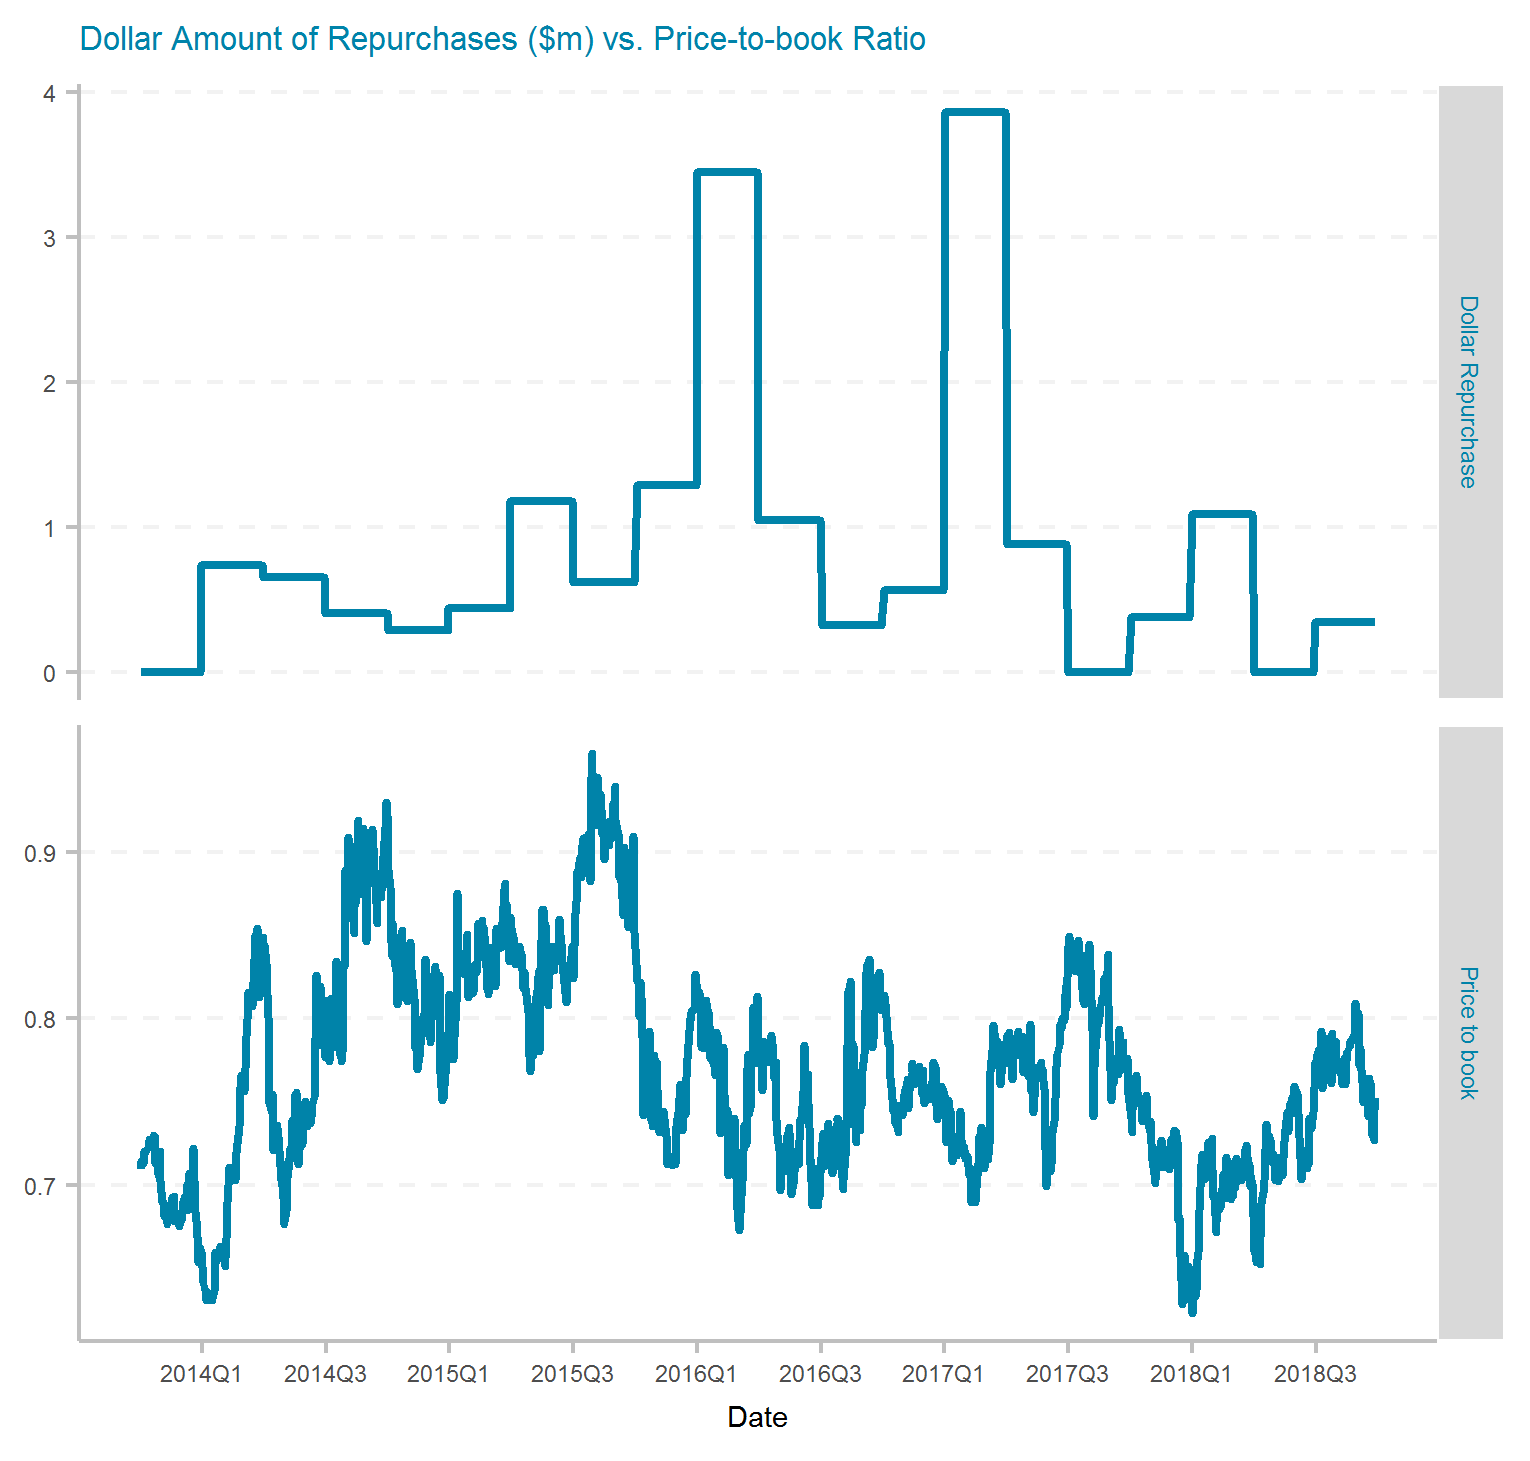 Dollar Amount of Repurchases ($m) vs. Price-to-book Ratio
4
3
2
1
0
Dollar Repurchase
0.9
0.8
0.7
Price to book
2014Q1 2014Q3 2015Q1 2015Q3 2016Q1 2016Q3 2017Q1 2017Q3 2018Q1 2018Q3
Date